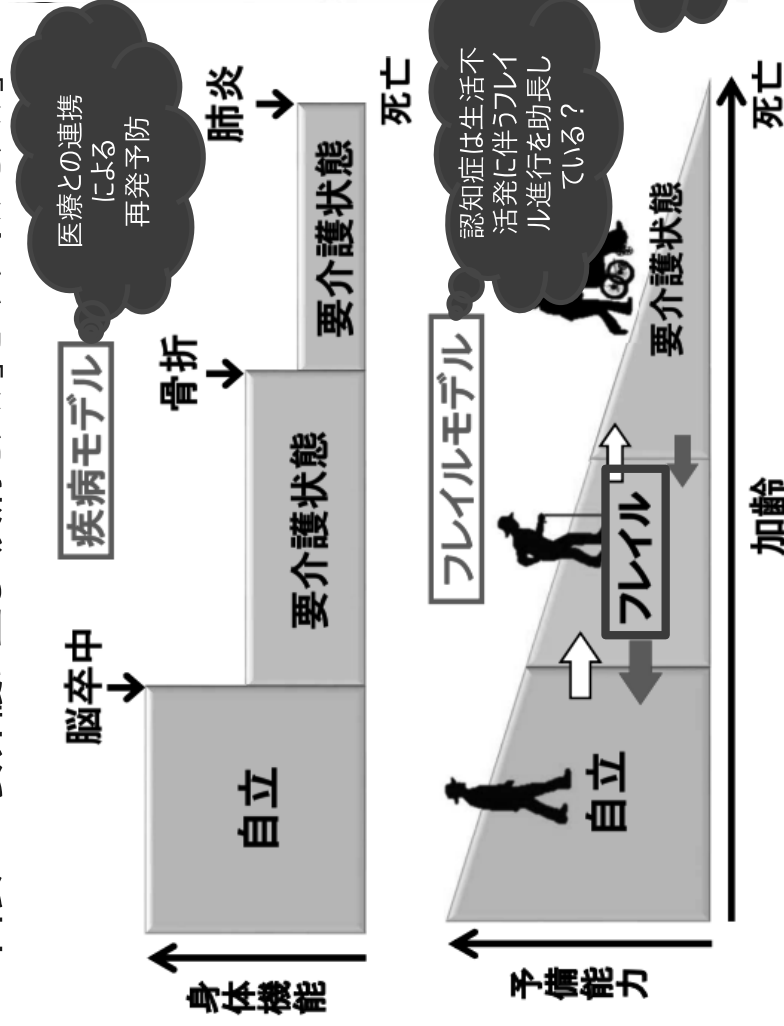 疾病モデル
医療との連携
による
再発予防
脳卒中
骨折
肺炎
身体機能
自立
要介護状態
要介護状態
死亡
フレイルモデル
認知症は生活不
活発に伴うフレイ
ル進行を助長し
ている？
予備能力
自立
フレイル
要介護状態
加齢
死亡